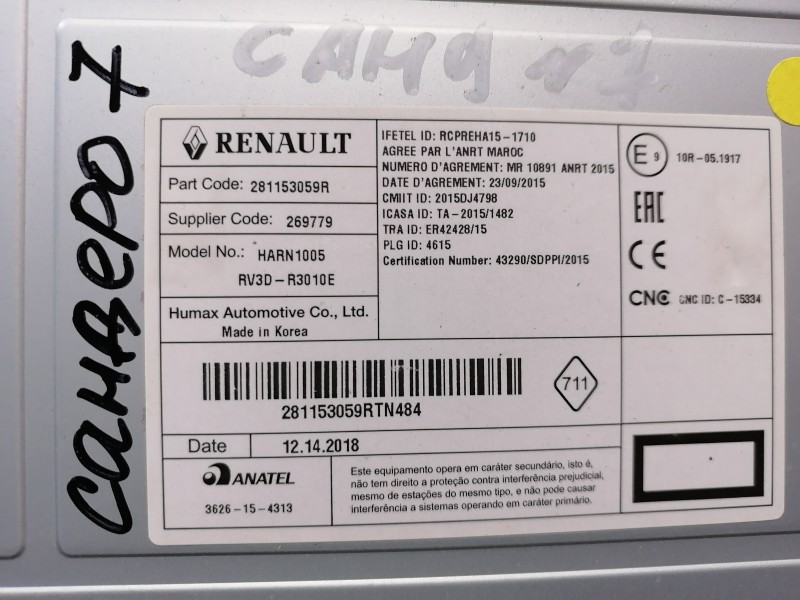 САНД 7
САНДЕРО 7
RENAULT
Part Code: 281153059R
Supplier Code: 269779
Model No.: HARN1005
RV3D-R3010E
Humax Automotive Co., Ltd.
Made in Korea
IFETEL ID: RCPREHA15-1710
AGREE PAR L'ANRT MAROC
NUMERO D'AGREMENT: MR 10891 ANRT 2015
DATE D'AGREMENT: 23/09/2015
CMIIT ID: 2015DJ4798
ICASA ID: TA-2015/1482
TRA ID: ER42428/15
PLG ID: 4615
Certification Number: 43290/SDPPI/2015
E9 10R-05.1917
EAC
CE
CNC CNC ID: C-15334
281153059RTN484
711
Date 12.14.2018
ANATEL
3626-15-4313
Este equipamento opera em caráter secundário, isto é,
não tem direito a proteção contra interferência prejudicial,
mesmo de estações do mesmo tipo, e não pode causar
interferência a sistemas operando em caráter primário.